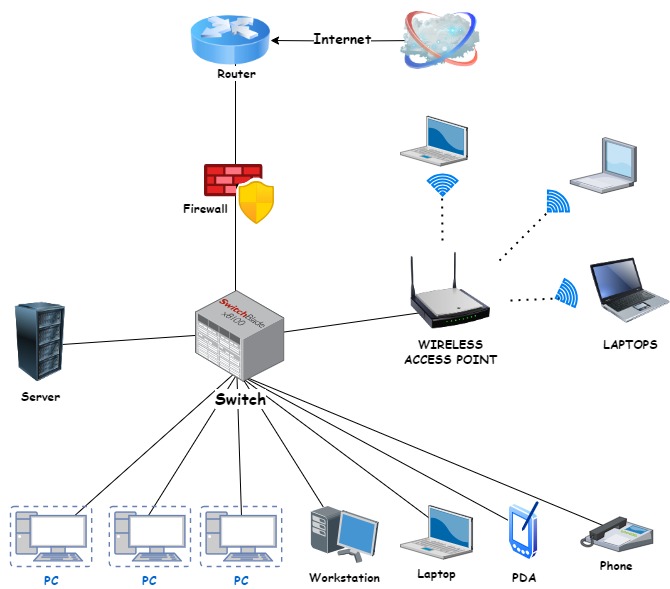 Internet
Router
Firewall
SwitchBlade
x8100
WIRELESS
ACCESS POINT
LAPTOPS
Server
Switch
PC
PC
PC
Workstation
Laptop
PDA
Phone